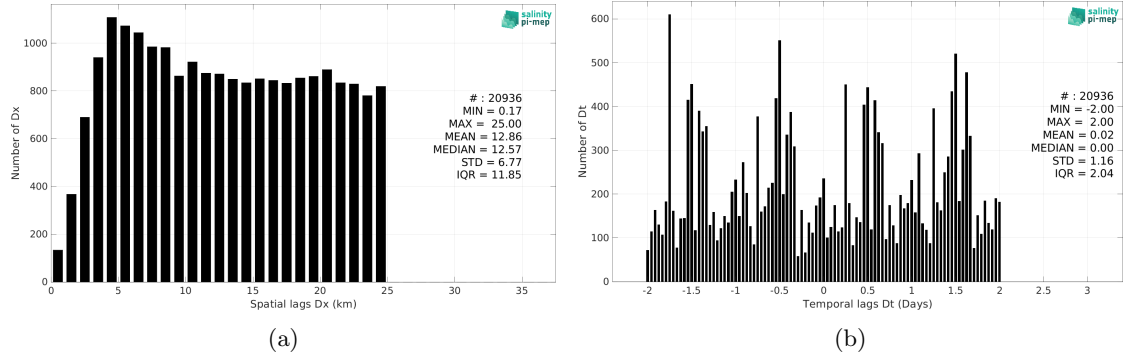 salinity
pi-mep
Number of Dx
1000
800
600
400
200
0
# : 20936
MIN = 0.17
MAX = 25.00
MEAN = 12.86
MEDIAN = 12.57
STD = 6.77
IQR = 11.85
0 5 10 15 20 25 30 35
Spatial lags Dx (km)
(a)
salinity
pi-mep
Number of Dt
600
500
400
300
200
100
0
# : 20936
MIN = -2.00
MAX = 2.00
MEAN = 0.02
MEDIAN = 0.00
STD = 1.16
IQR = 2.04
-2 -1.5 -1 -0.5 0 0.5 1 1.5 2 2.5 3
Temporal lags Dt (Days)
(b)